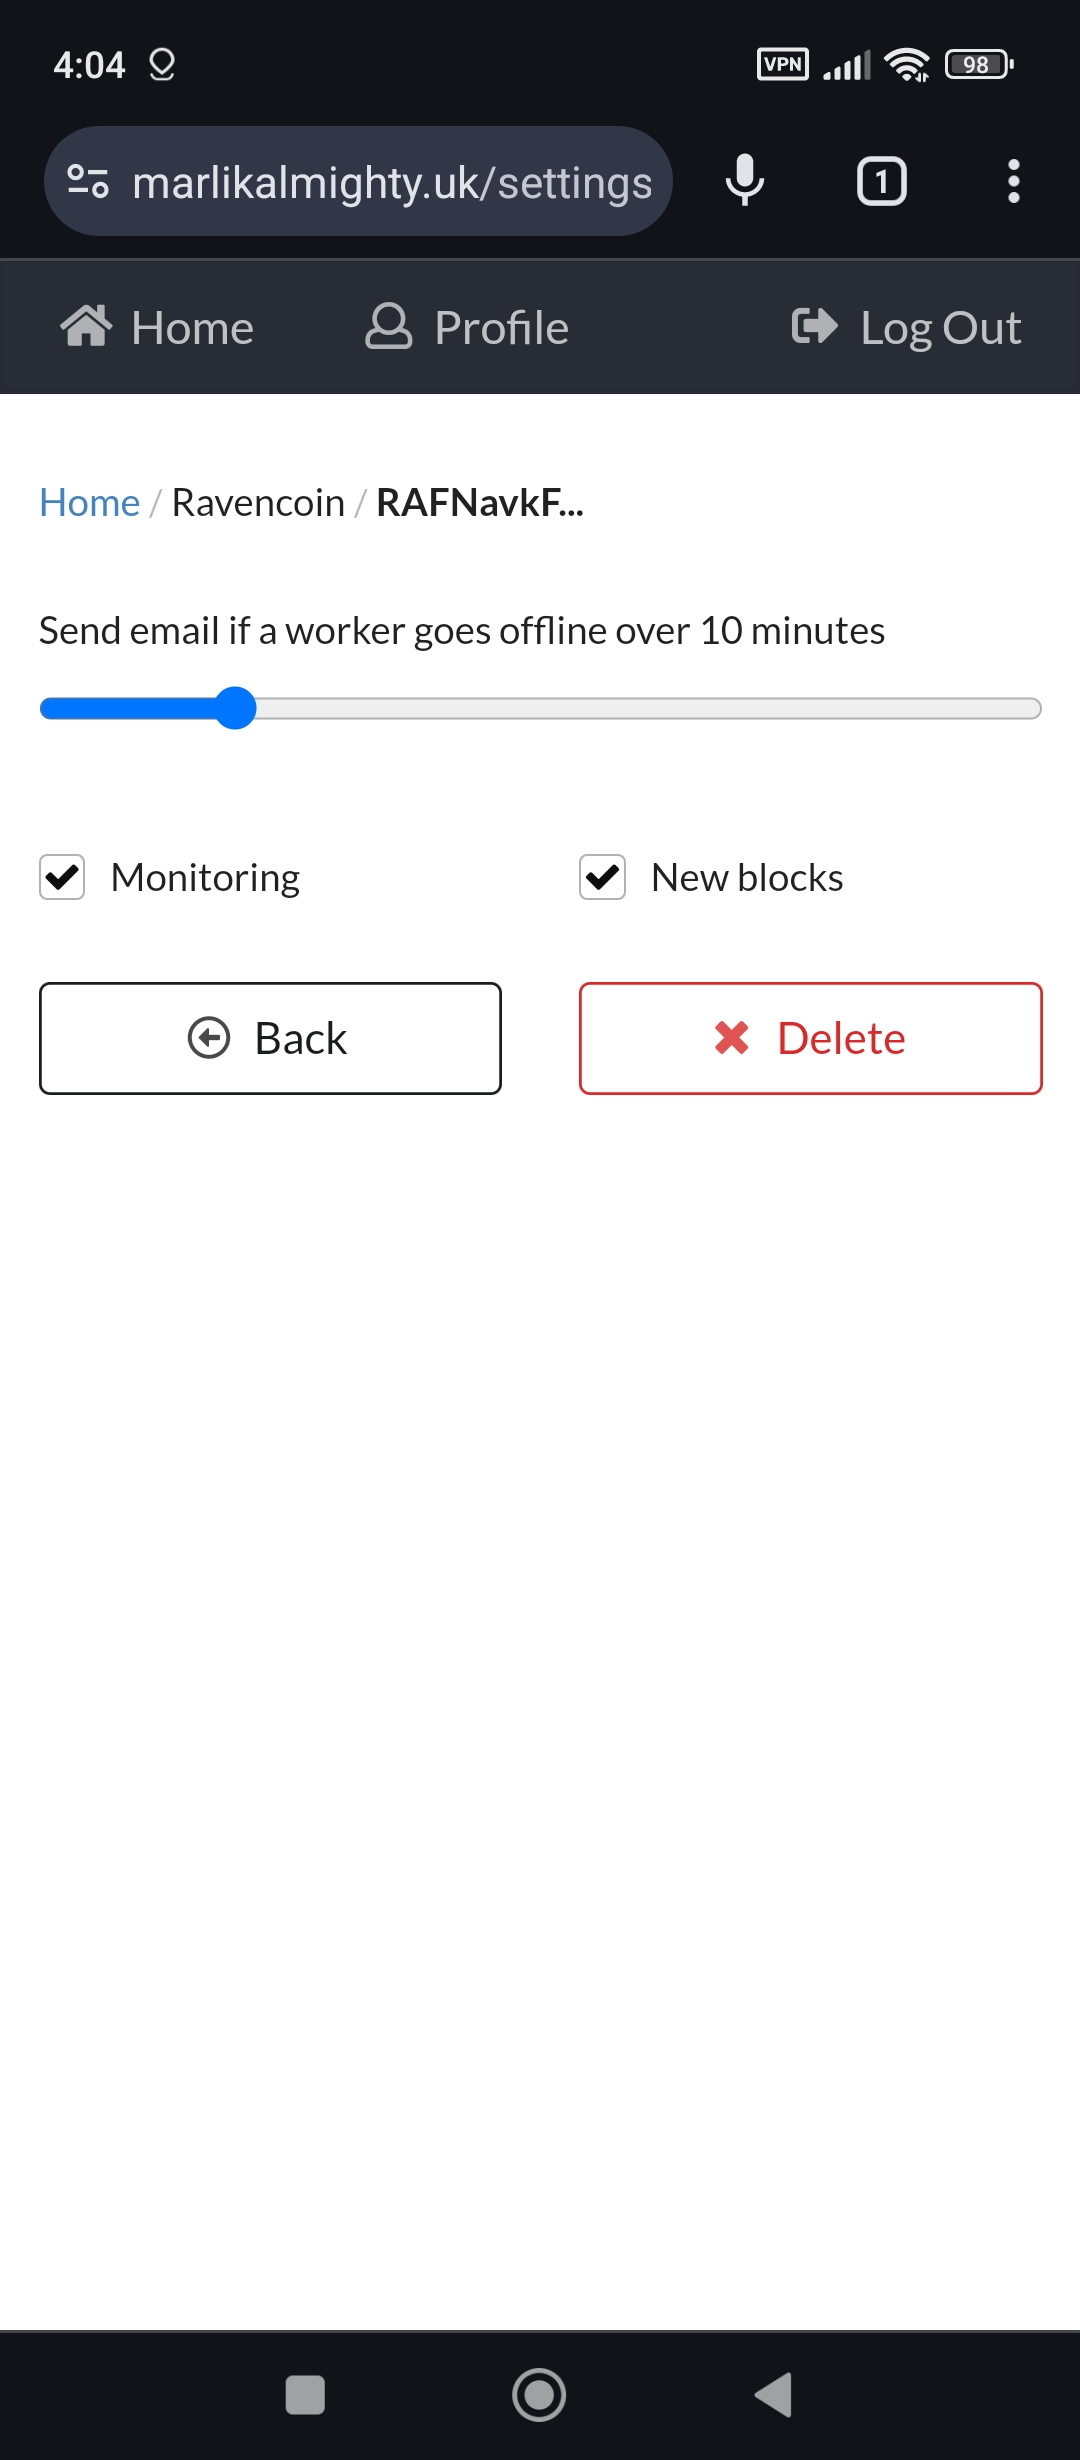 4:04 VPN 98
marlikalmighty.uk/settings 1
Home Profile Log Out
Home / Ravencoin / RAFNavkF...
Send email if a worker goes offline over 10 minutes
Monitoring New blocks
Back Delete